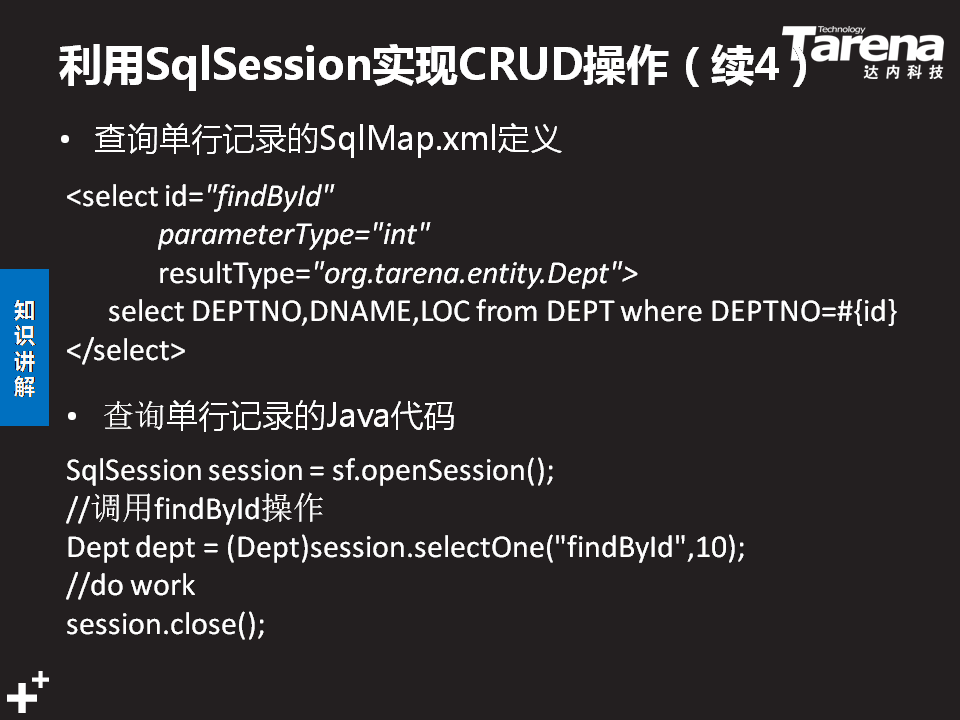 利用SqlSession实现CRUD操作（续4）
Technology
Tarena
达内科技
• 查询单行记录的SqlMap.xml定义
<select id="findById"
parameterType="int"
resultType="org.tarena.entity.Dept">
select DEPTNO,DNAME,LOC from DEPT where DEPTNO=#{id}
</select>
知识讲解
• 查询单行记录的Java代码
SqlSession session = sf.openSession();
//调用findById操作
Dept dept = (Dept)session.selectOne("findById",10);
//do work
session.close();